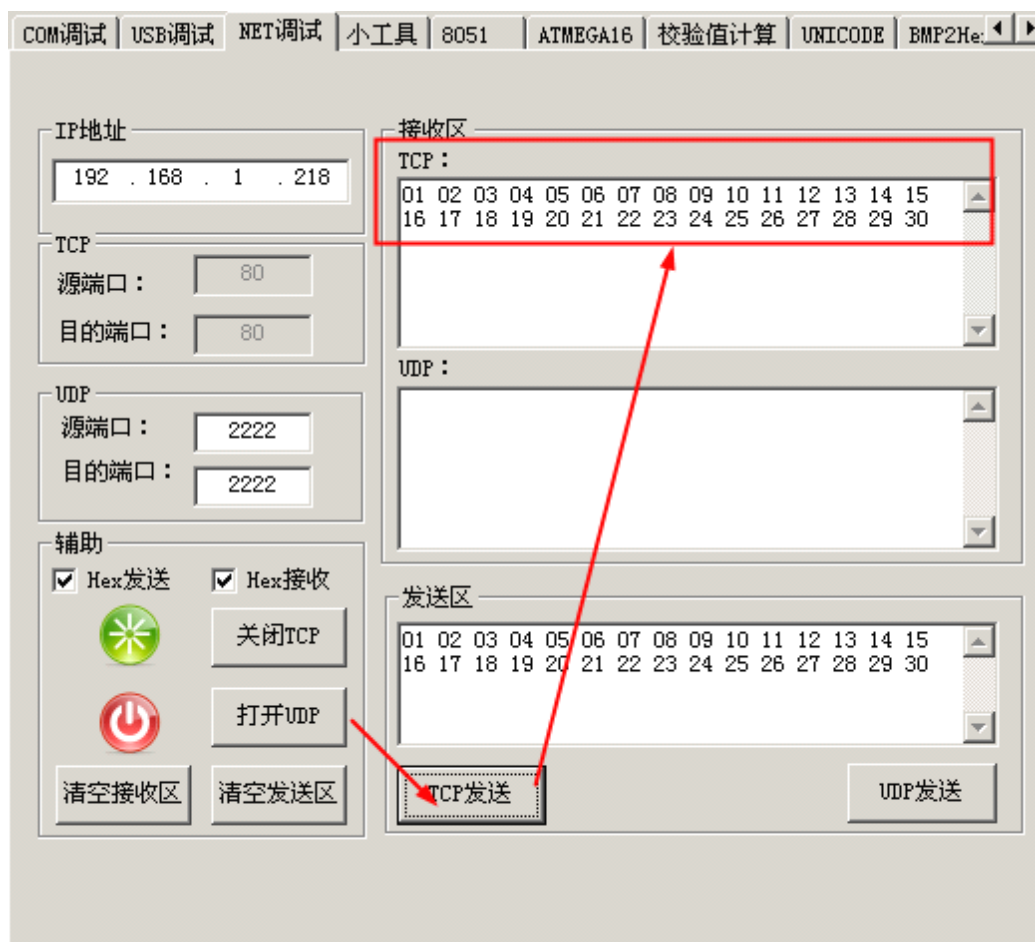 COM调试 USB调试 NET调试 小工具 8051 ATMEGA16 校验值计算 UNICODE BMP2He
IP地址
192 . 168 . 1 . 218
TCP
源端口：
80
目的端口：
80
UDP
源端口：
2222
目的端口：
2222
辅助
Hex发送 Hex接收
关闭TCP
打开UDP
清空接收区 清空发送区
接收区
TCP：
01 02 03 04 05 06 07 08 09 10 11 12 13 14 15
16 17 18 19 20 21 22 23 24 25 26 27 28 29 30
UDP：
发送区
01 02 03 04 05 06 07 08 09 10 11 12 13 14 15
16 17 18 19 20 21 22 23 24 25 26 27 28 29 30
TCP发送 UDP发送